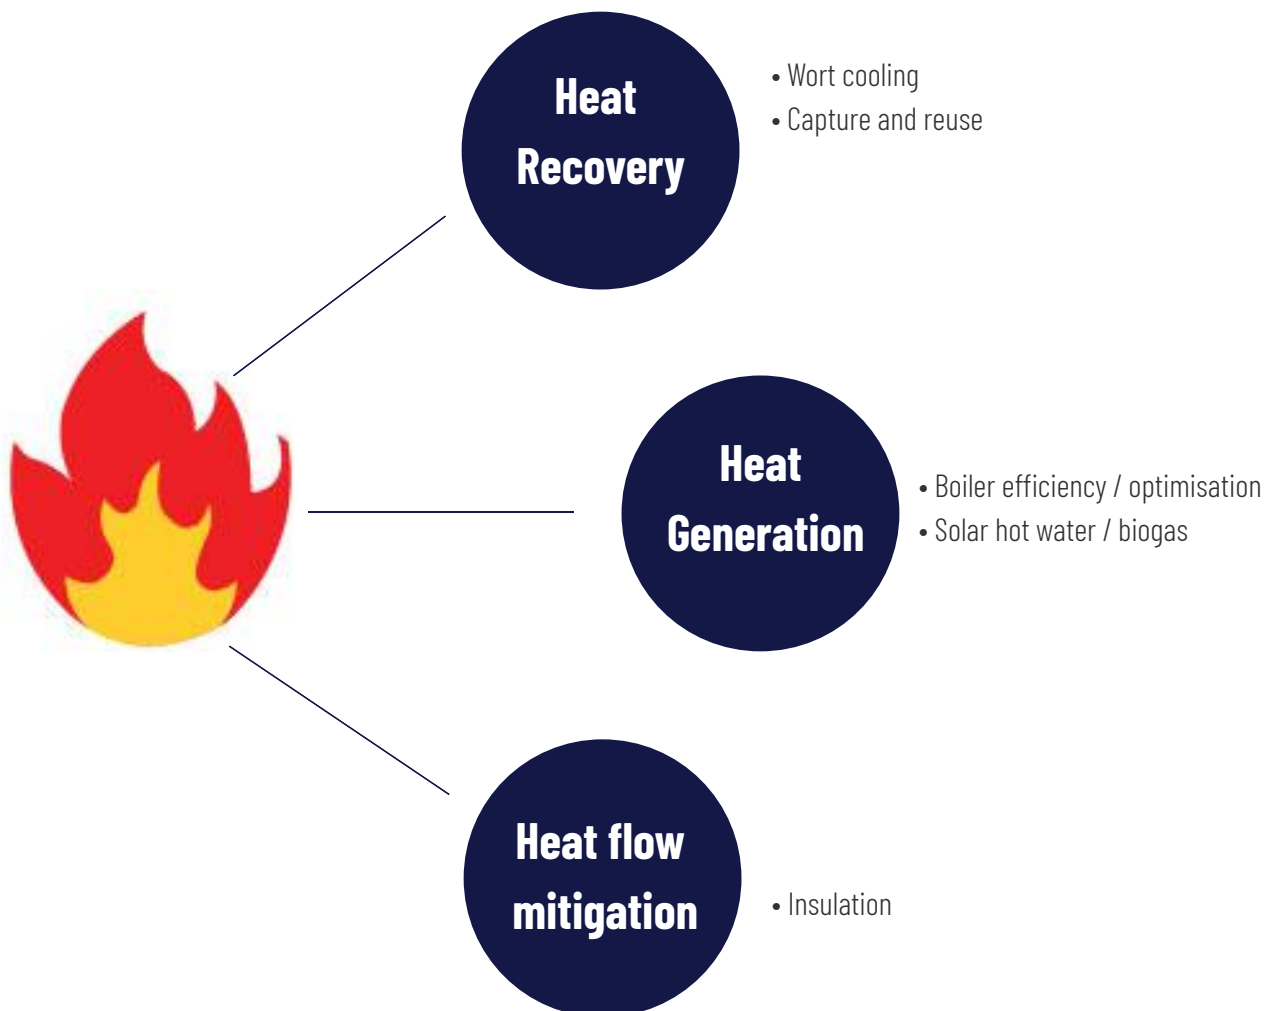 Heat
Recovery
• Wort cooling
• Capture and reuse
Heat
Generation
• Boiler efficiency / optimisation
• Solar hot water / biogas
Heat flow
mitigation
• Insulation